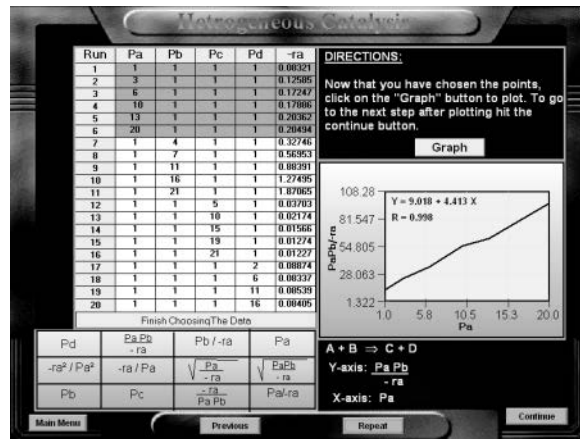 Hetrogeneous Catalysis
Run Pa Pb Pc Pd -ra
1 1 1 1 1 0.08321
2 3 1 1 1 0.12585
3 6 1 1 1 0.17247
4 10 1 1 1 0.17886
5 13 1 1 1 0.20362
6 20 1 1 1 0.20494
7 1 4 1 1 0.32746
8 1 7 1 1 0.56953
9 1 11 1 1 0.88391
10 1 16 1 1 1.27495
11 1 21 1 1 1.87065
12 1 1 5 1 0.03703
13 1 1 10 1 0.02174
14 1 1 15 1 0.01566
15 1 1 19 1 0.01274
16 1 1 21 1 0.01227
17 1 1 1 2 0.08874
18 1 1 1 6 0.08337
19 1 1 1 11 0.08539
20 1 1 1 16 0.08405
Finish ChoosingThe Data
Pd Pa Pb / -ra Pb / -ra Pa
-ra² / Pa² -ra / Pa √ Pa / -ra √ PaPb / -ra
Pb Pc -ra / Pa Pb Pa/-ra
DIRECTIONS:
Now that you have chosen the points,
click on the "Graph" button to plot. To go
to the next step after plotting hit the
continue button.
Graph
108.28
81.547
54.805
28.063
1.322
PaPb/-ra
Y = 9.018 + 4.413 X
R = 0.998
1.0 5.8 10.5 15.3 20.0
Pa
A + B ⇒ C + D
Y-axis: Pa Pb
- ra
X-axis: Pa
Main Menu Previous Repeat Continue